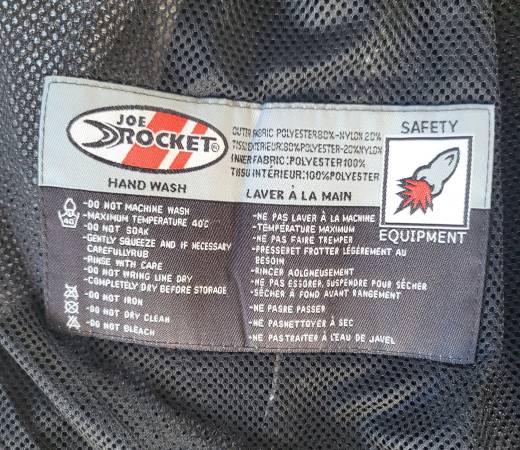 JOE
ROCKET®
HAND WASH
OUTER FABRIC POLYESTER80%-NYLON 20%
TISSU EXTÉRIEUR:80%POLYESTER-20%NYLON
INNER FABRIC:POLYESTER 100%
TISSU INTÉRIEUR:100%POLYESTER
LAVER À LA MAIN
SAFETY
EQUIPMENT
40
-DO NOT MACHINE WASH
-MAXIMUM TEMPERATURE 40°C
-DO NOT SOAK
-GENTLY SQUEEZE AND IF NECESSARY
CAREFULLYRUB
-RINSE WITH CARE
-DO NOT WRING LINE DRY
-COMPLETELY DRY BEFORE STORAGE
-DO NOT IRON
-DO NOT DRY CLEAN
-DO NOT BLEACH
-NE PAS LAVER À LA MACHINE
-TEMPÉRATURE MAXIMUM
-NE PAS FAIRE TREMPER
-PRESSERET FROTTER LÉGÈREMENT AU
BESOIN
-RINCER AOLGNEUSEMENT
-NE PAS ESSORER, SUSPENDRE POUR SÉCHER
-SÉCHER À FOND AVANT RANGEMENT
-NE PASRE PASSER
-NE PASNETTOYER À SEC
-NE PASTRAITER À L'EAU DE JAVEL